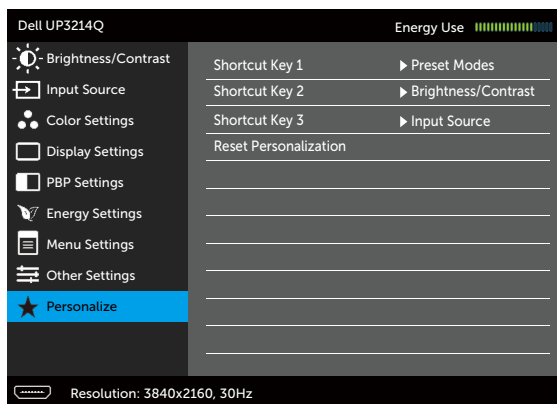 Dell UP3214Q
Energy Use
Brightness/Contrast
Input Source
Color Settings
Display Settings
PBP Settings
Energy Settings
Menu Settings
Other Settings
Personalize
Shortcut Key 1 Preset Modes
Shortcut Key 2 Brightness/Contrast
Shortcut Key 3 Input Source
Reset Personalization
Resolution: 3840x2160, 30Hz